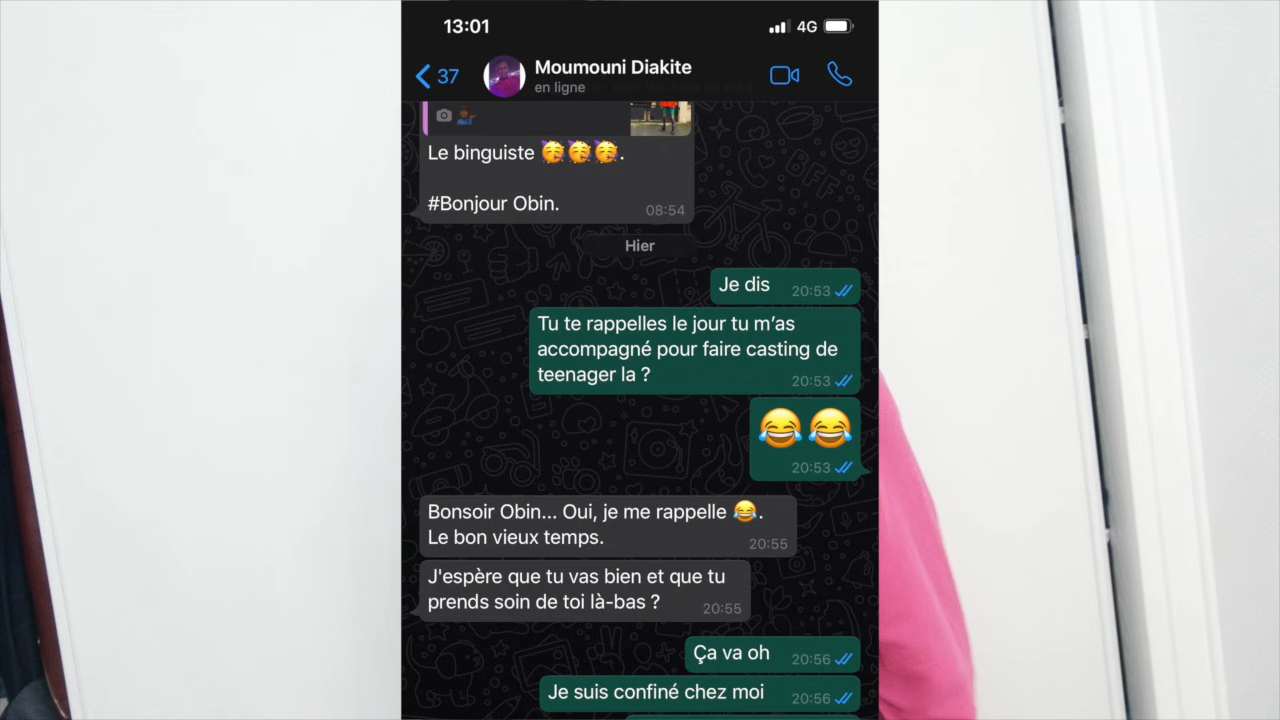 13:01
4G
37
Moumouni Diakite
en ligne
Le binguiste 🥳🥳🥳.
#Bonjour Obin.
08:54
Hier
Je dis
20:53
Tu te rappelles le jour tu m’as
accompagné pour faire casting de
teenager la ?
20:53
😂😂
20:53
Bonsoir Obin... Oui, je me rappelle 😂.
Le bon vieux temps.
20:55
J'espère que tu vas bien et que tu
prends soin de toi là-bas ?
20:55
Ça va oh
20:56
Je suis confiné chez moi
20:56